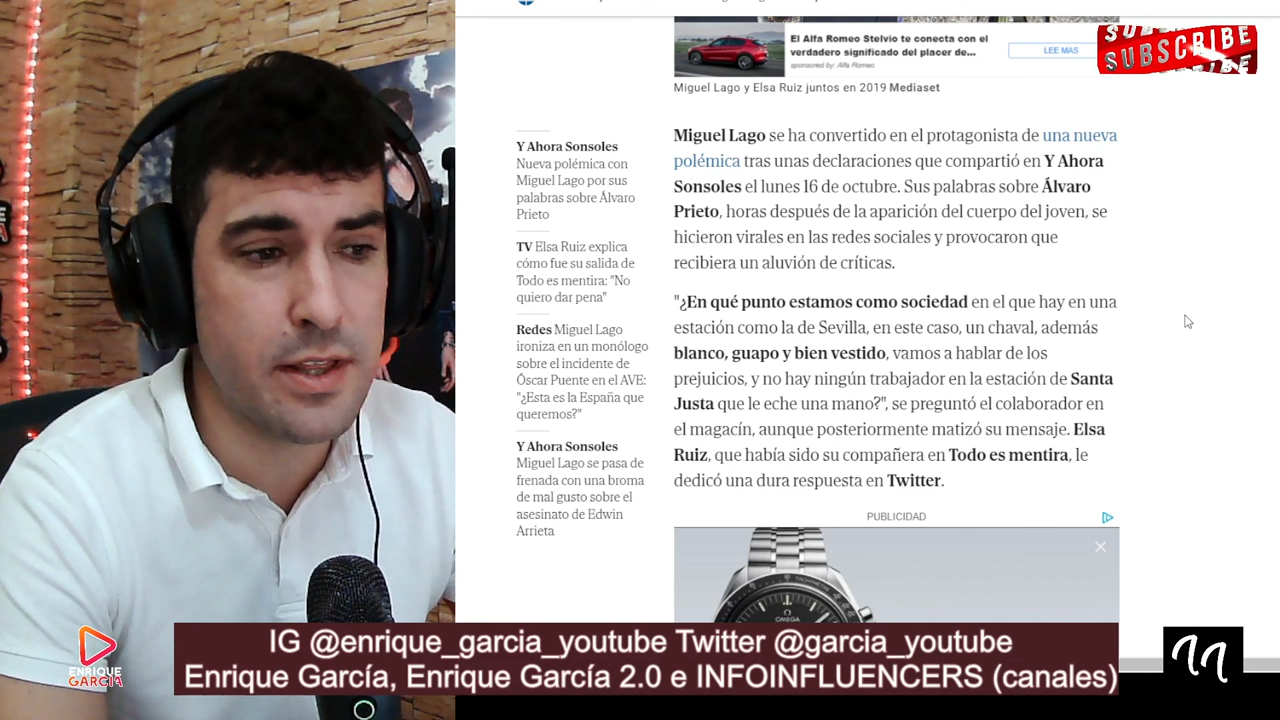 El Alfa Romeo Stelvio te conecta con el
verdadero significado del placer de...
sponsored by: Alfa Romeo
LEE MAS
SUBSCRIBE
Miguel Lago y Elsa Ruiz juntos en 2019 Mediaset
Y Ahora Sonsoles
Nueva polémica con
Miguel Lago por sus
palabras sobre Álvaro
Prieto
TV Elsa Ruiz explica
cómo fue su salida de
Todo es mentira: "No
quiero dar pena"
Redes Miguel Lago
ironiza en un monólogo
sobre el incidente de
Óscar Puente en el AVE:
"¿Esta es la España que
queremos?"
Y Ahora Sonsoles
Miguel Lago se pasa de
frenada con una broma
de mal gusto sobre el
asesinato de Edwin
Arrieta
Miguel Lago se ha convertido en el protagonista de una nueva
polémica tras unas declaraciones que compartió en Y Ahora
Sonsoles el lunes 16 de octubre. Sus palabras sobre Álvaro
Prieto, horas después de la aparición del cuerpo del joven, se
hicieron virales en las redes sociales y provocaron que
recibiera un aluvión de críticas.
"¿En qué punto estamos como sociedad en el que hay en una
estación como la de Sevilla, en este caso, un chaval, además
blanco, guapo y bien vestido, vamos a hablar de los
prejuicios, y no hay ningún trabajador en la estación de Santa
Justa que le eche una mano?", se preguntó el colaborador en
el magacín, aunque posteriormente matizó su mensaje. Elsa
Ruiz, que había sido su compañera en Todo es mentira, le
dedicó una dura respuesta en Twitter.
PUBLICIDAD
OMEGA
IG @enrique_garcia_youtube Twitter @garcia_youtube
Enrique García, Enrique García 2.0 e INFOINFLUENCERS (canales)
ENRIQUE
GARCÍA